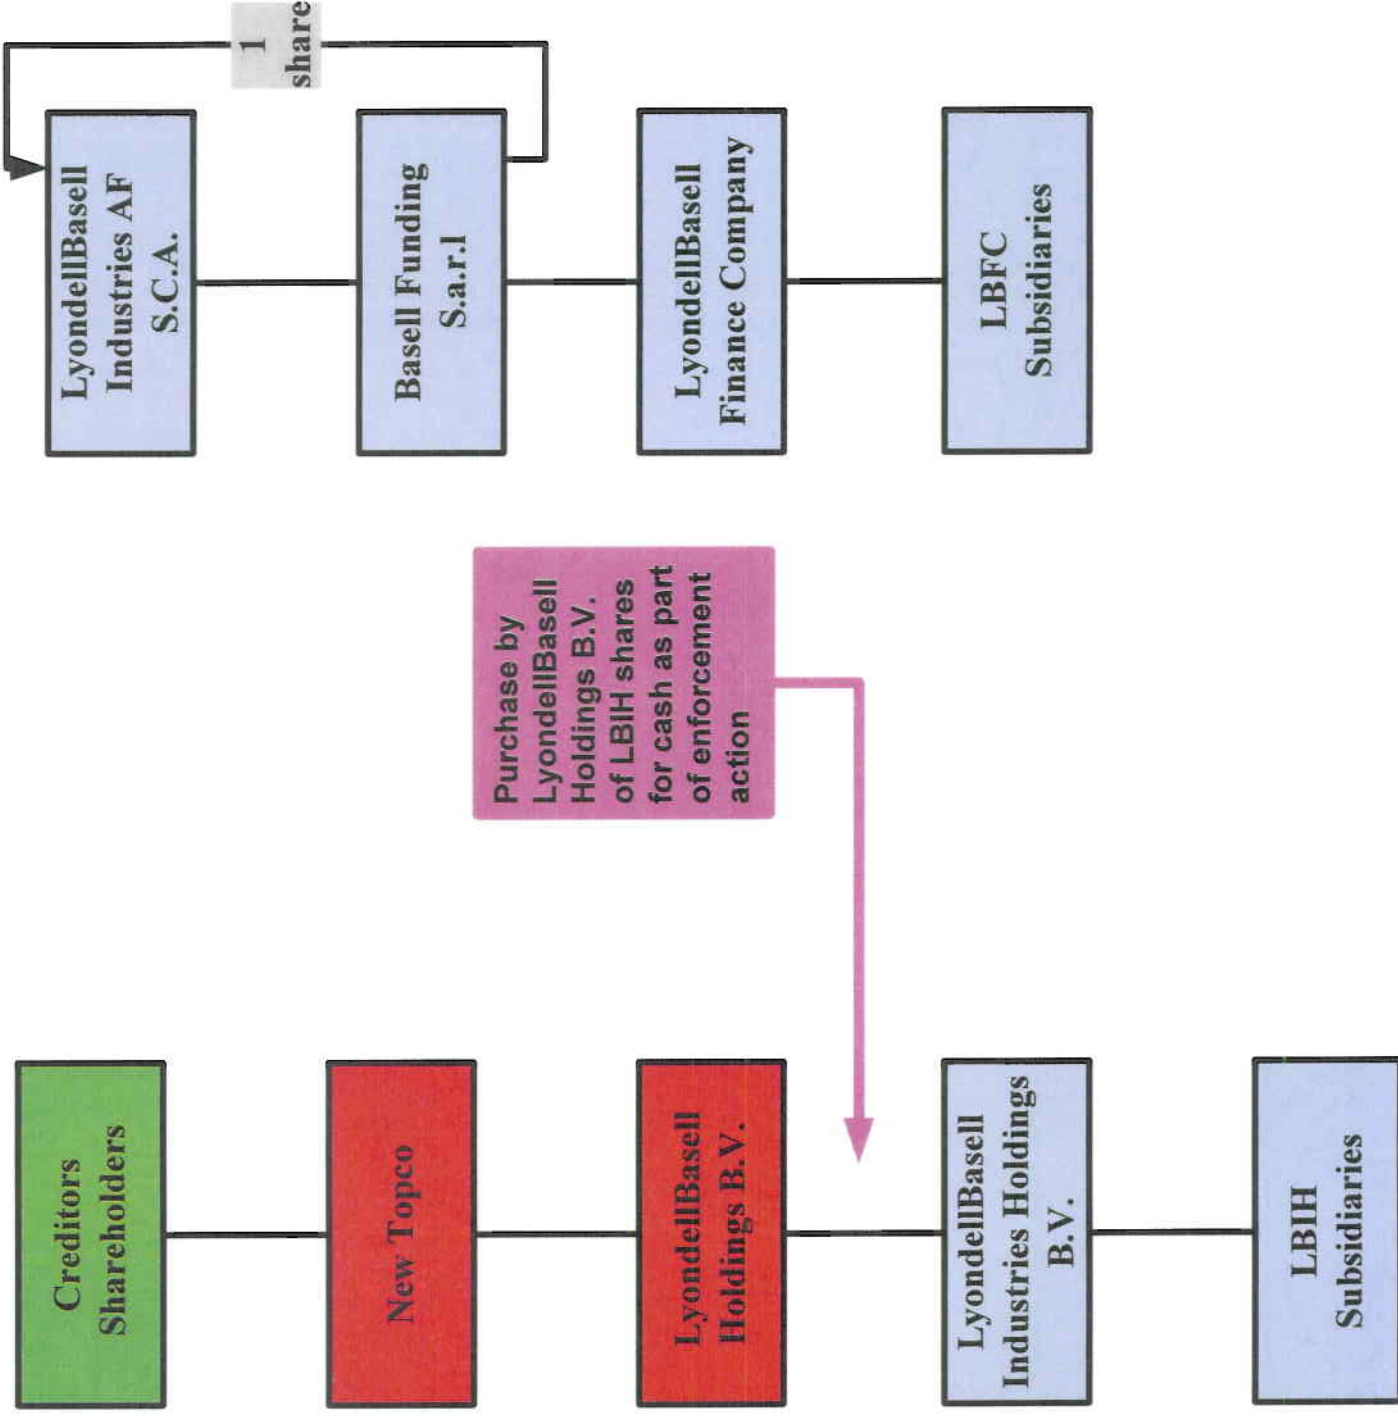 Creditors
Shareholders
New Topco
LyondellBasell
Holdings B.V.
LyondellBasell
Industries Holdings
B.V.
LBIH
Subsidiaries
Purchase by
LyondellBasell
Holdings B.V.
of LBIH shares
for cash as part
of enforcement
action
LyondellBasell
Industries AF
S.C.A.
1
share
Basell Funding
S.a.r.l
LyondellBasell
Finance Company
LBFC
Subsidiaries